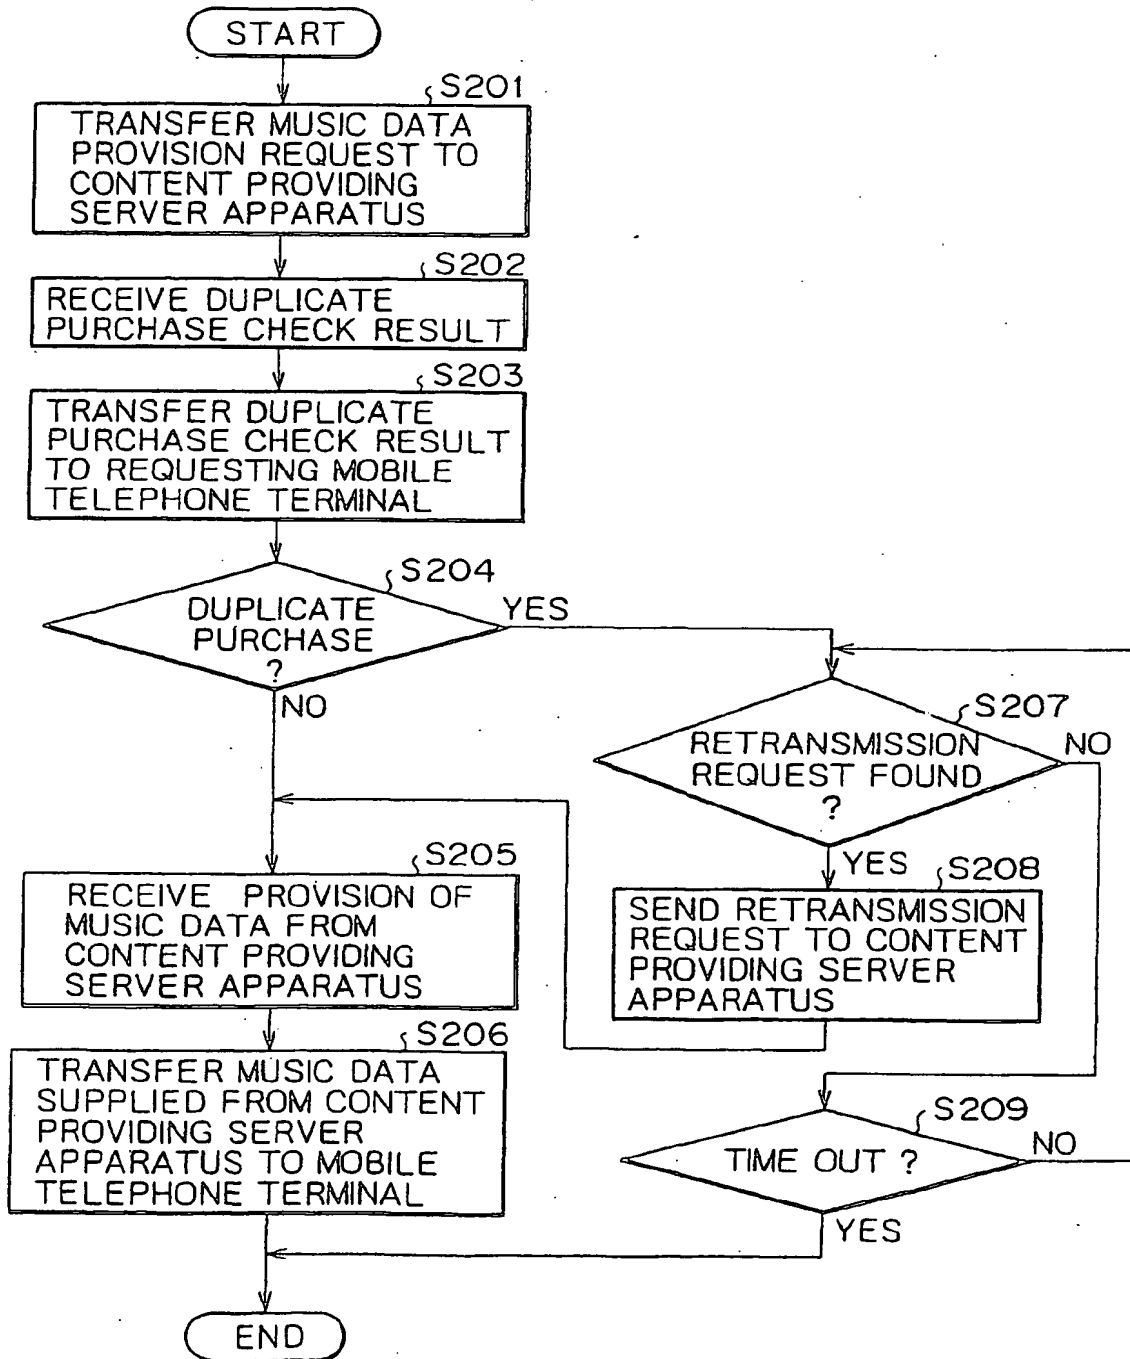 START
S201
TRANSFER MUSIC DATA
PROVISION REQUEST TO
CONTENT PROVIDING
SERVER APPARATUS
S202
RECEIVE DUPLICATE
PURCHASE CHECK RESULT
S203
TRANSFER DUPLICATE
PURCHASE CHECK RESULT
TO REQUESTING MOBILE
TELEPHONE TERMINAL
S204
DUPLICATE
PURCHASE
?
YES
NO
S207
RETRANSMISSION
REQUEST FOUND
?
NO
YES
S205
RECEIVE PROVISION OF
MUSIC DATA FROM
CONTENT PROVIDING
SERVER APPARATUS
S208
SEND RETRANSMISSION
REQUEST TO CONTENT
PROVIDING SERVER
APPARATUS
S206
TRANSFER MUSIC DATA
SUPPLIED FROM CONTENT
PROVIDING SERVER
APPARATUS TO MOBILE
TELEPHONE TERMINAL
S209
TIME OUT ?
NO
YES
END